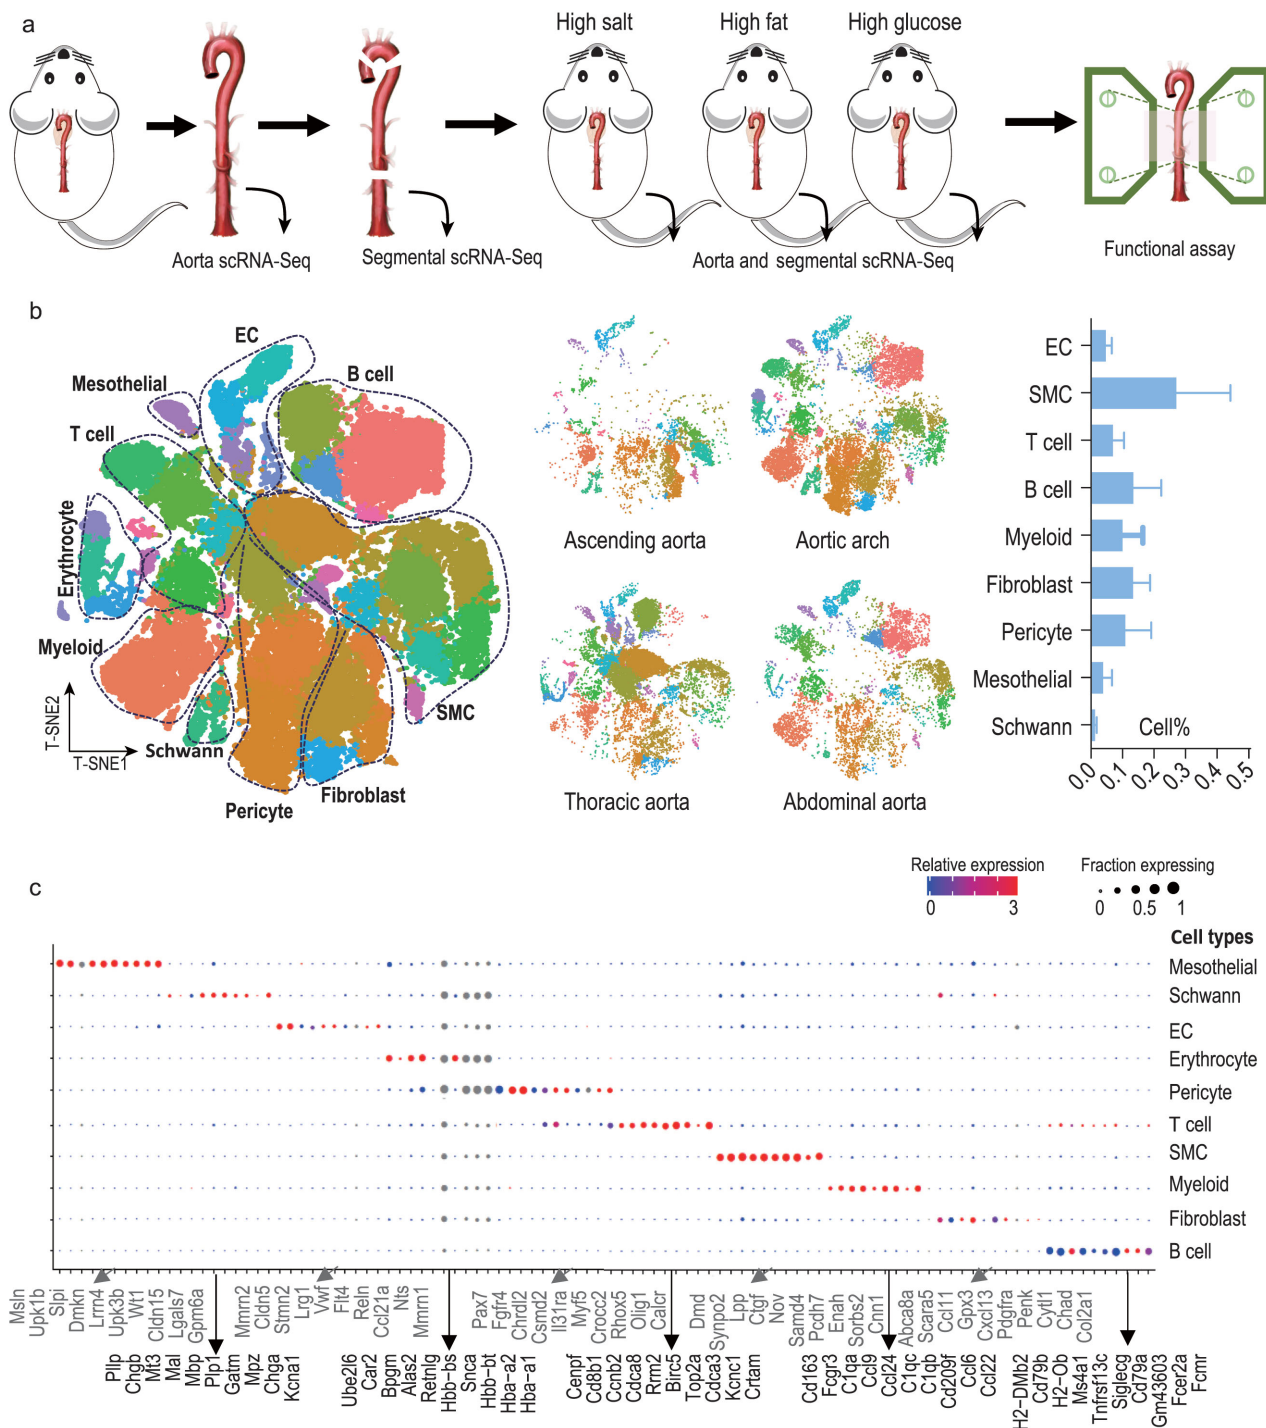 a
High salt
High fat
High glucose
Aorta scRNA-Seq
Segmental scRNA-Seq
Aorta and segmental scRNA-Seq
Functional assay
b
EC
Mesothelial
B cell
T cell
Erythrocyte
Myeloid
SMC
Schwann
Pericyte
Fibroblast
T-SNE2
T-SNE1
Ascending aorta
Aortic arch
Thoracic aorta
Abdominal aorta
EC
SMC
T cell
B cell
Myeloid
Fibroblast
Pericyte
Mesothelial
Schwann
Cell%
0.0
0.1
0.2
0.3
0.4
0.5
c
Relative expression
0 3
Fraction expressing
0 0.5 1
Cell types
Mesothelial
Schwann
EC
Erythrocyte
Pericyte
T cell
SMC
Myeloid
Fibroblast
B cell
Msln
Upk1b
Slpi
Dmkn
Lrrn4
Upk3b
Wt1
Cldn15
Lgals7
Gpm6a
Mmrn2
Cldn5
Stmn2
Lrg1
Vwf
Flt4
Reln
Ccl21a
Nts
Mmrn1
Pax7
Fgfr4
Chrdl2
Csmd2
Il31ra
Myf5
Crocc2
Rhox5
Olig1
Calcr
Dmd
Synpo2
Lpp
Ctgf
Nov
Samd4
Pcdh7
Enah
Sorbs2
Cnn1
Abca8a
Scara5
Ccl11
Gpx3
Cxcl13
Pdgfra
Penk
Cytl1
Chad
Col2a1
Pllp
Chgb
Mt3
Mal
Mbp
Plp1
Gatm
Mpz
Chga
Kcna1
Ube2l6
Car2
Bpgm
Alas2
Retnlg
Hbb-bs
Snca
Hbb-bt
Hba-a2
Hba-a1
Cenpf
Cd8b1
Ccnb2
Cdca8
Rrm2
Birc5
Top2a
Cdca3
Kcnc1
Crtam
Cd163
Fcgr3
C1qa
Ccl9
Ccl24
C1qc
C1qb
Cd209f
Ccl6
Ccl22
H2-DMb2
Cd79b
H2-Ob
Ms4a1
Tnfrsf13c
Siglecg
Cd79a
Gm43603
Fcer2a
Fcmr